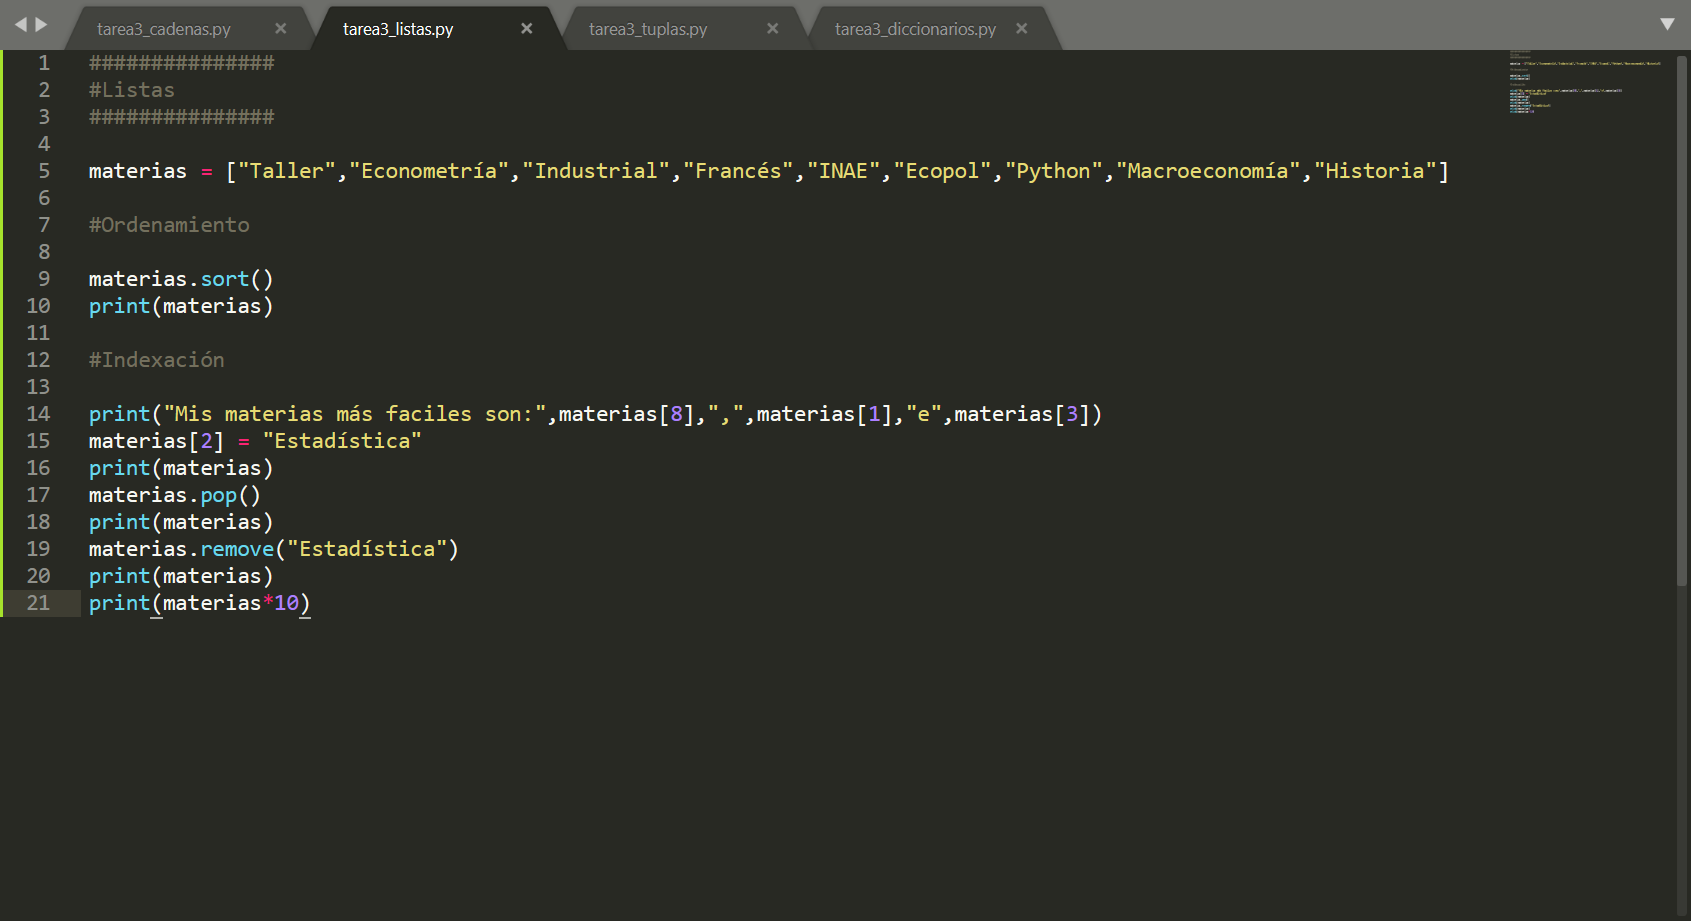 tarea3_cadenas.py × tarea3_listas.py × tarea3_tuplas.py × tarea3_diccionarios.py ×
1 ###############
2 #Listas
3 ###############
4
5 materias = ["Taller","Econometría","Industrial","Francés","INAE","Ecopol","Python","Macroeconomía","Historia"]
6
7 #Ordenamiento
8
9 materias.sort()
10 print(materias)
11
12 #Indexación
13
14 print("Mis materias más faciles son:",materias[8],",",materias[1],"e",materias[3])
15 materias[2] = "Estadística"
16 print(materias)
17 materias.pop()
18 print(materias)
19 materias.remove("Estadística")
20 print(materias)
21 print(materias*10)